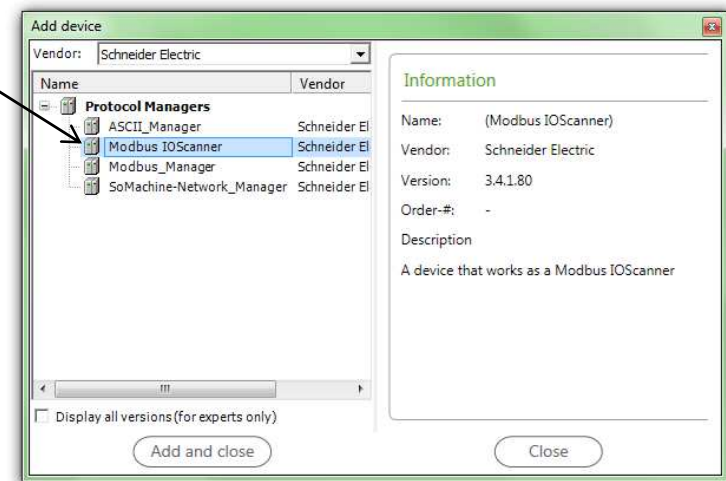 Add device
Vendor: Schneider Electric
Name Vendor
Protocol Managers
ASCII_Manager Schneider El
Modbus IOScanner Schneider El
Modbus_Manager Schneider El
SoMachine-Network_Manager Schneider El
Display all versions (for experts only)
Add and close
Information
Name: (Modbus IOScanner)
Vendor: Schneider Electric
Version: 3.4.1.80
Order-#: -
Description
A device that works as a Modbus IOScanner
Close